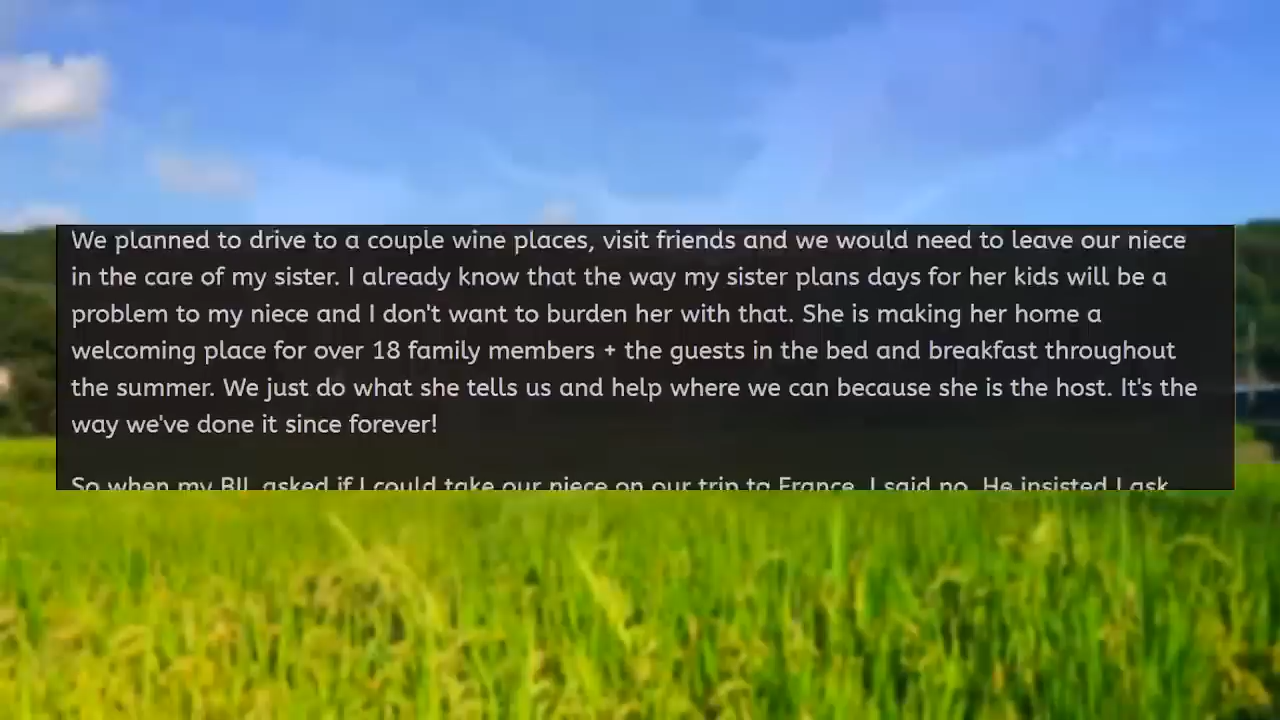 We planned to drive to a couple wine places, visit friends and we would need to leave our niece
in the care of my sister. I already know that the way my sister plans days for her kids will be a
problem to my niece and I don't want to burden her with that. She is making her home a
welcoming place for over 18 family members + the guests in the bed and breakfast throughout
the summer. We just do what she tells us and help where we can because she is the host. It's the
way we've done it since forever!
So when my BIL asked if I could take our niece on our trip to France, I said no. He insisted I ask